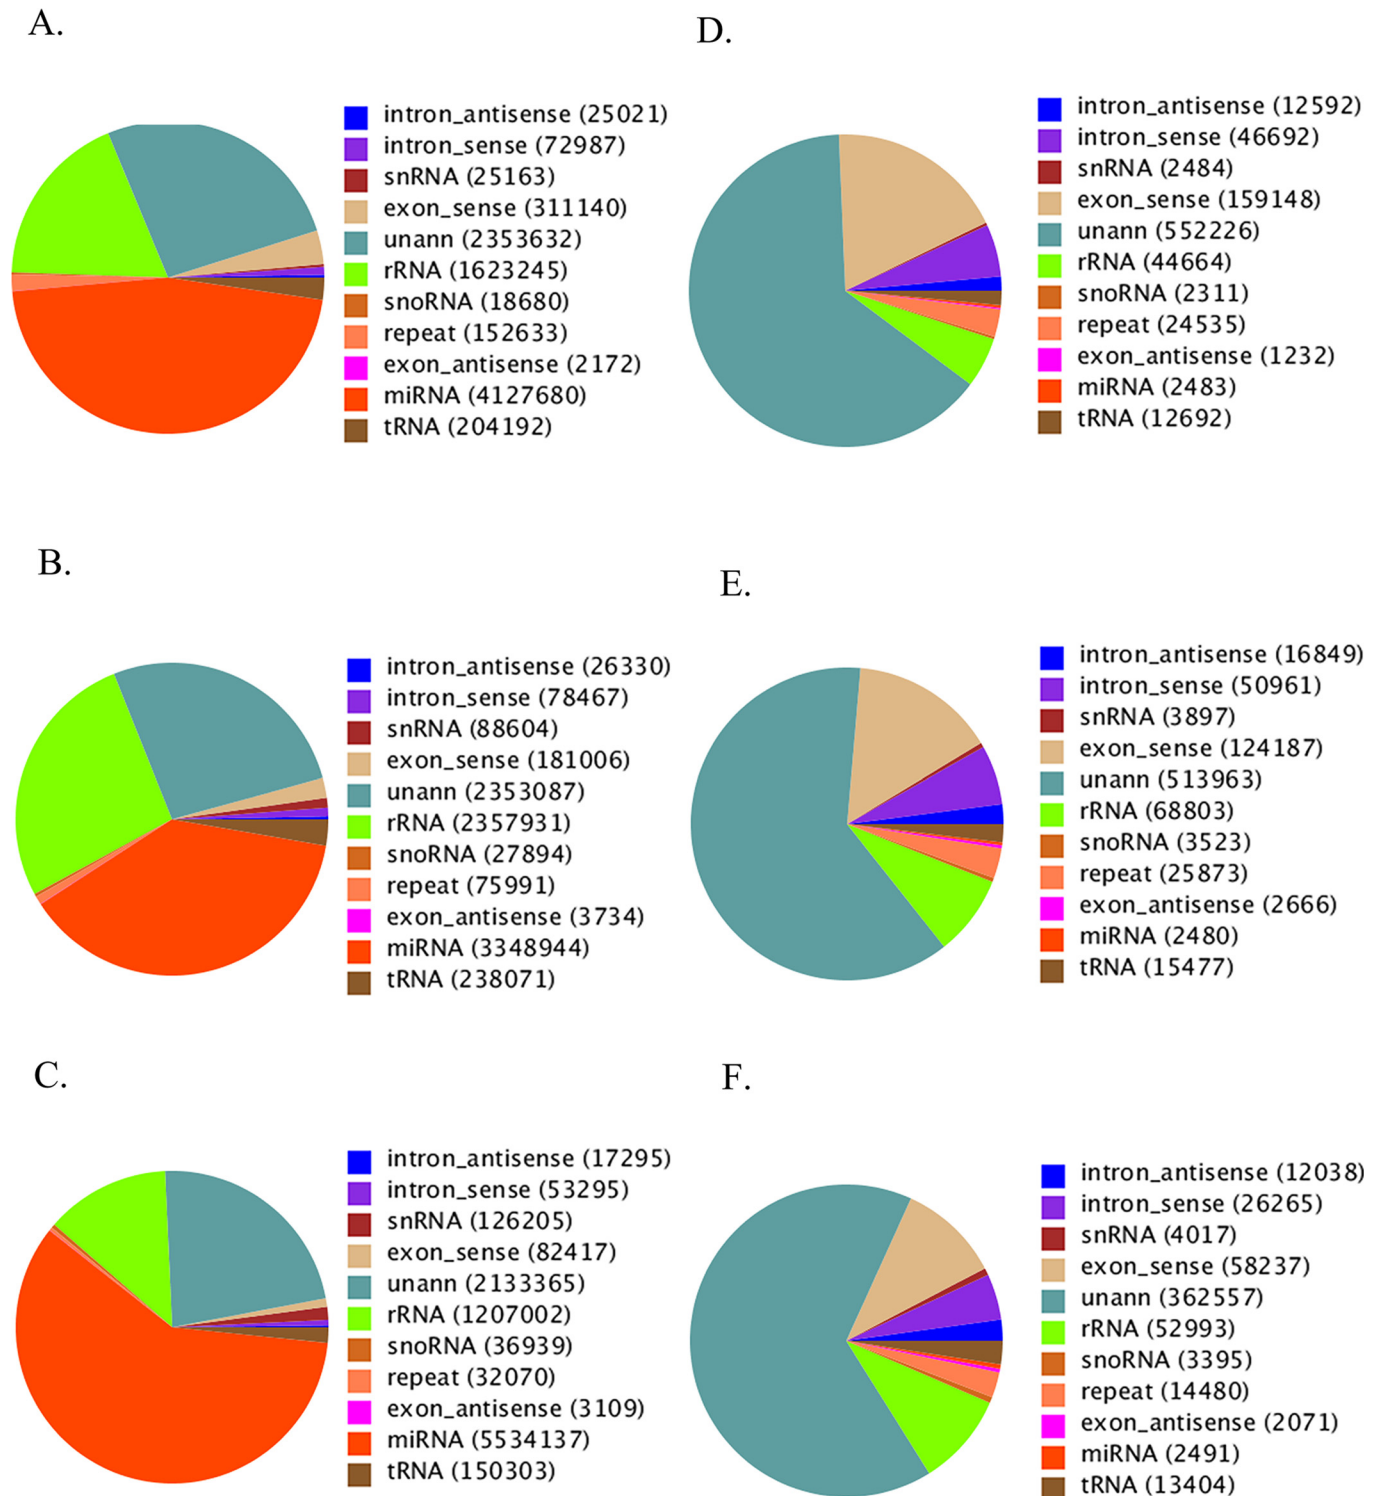 A.
intron_antisense (25021)
intron_sense (72987)
snRNA (25163)
exon_sense (311140)
unann (2353632)
rRNA (1623245)
snoRNA (18680)
repeat (152633)
exon_antisense (2172)
miRNA (4127680)
tRNA (204192)
D.
intron_antisense (12592)
intron_sense (46692)
snRNA (2484)
exon_sense (159148)
unann (552226)
rRNA (44664)
snoRNA (2311)
repeat (24535)
exon_antisense (1232)
miRNA (2483)
tRNA (12692)
B.
intron_antisense (26330)
intron_sense (78467)
snRNA (88604)
exon_sense (181006)
unann (2353087)
rRNA (2357931)
snoRNA (27894)
repeat (75991)
exon_antisense (3734)
miRNA (3348944)
tRNA (238071)
E.
intron_antisense (16849)
intron_sense (50961)
snRNA (3897)
exon_sense (124187)
unann (513963)
rRNA (68803)
snoRNA (3523)
repeat (25873)
exon_antisense (2666)
miRNA (2480)
tRNA (15477)
C.
intron_antisense (17295)
intron_sense (53295)
snRNA (126205)
exon_sense (82417)
unann (2133365)
rRNA (1207002)
snoRNA (36939)
repeat (32070)
exon_antisense (3109)
miRNA (5534137)
tRNA (150303)
F.
intron_antisense (12038)
intron_sense (26265)
snRNA (4017)
exon_sense (58237)
unann (362557)
rRNA (52993)
snoRNA (3395)
repeat (14480)
exon_antisense (2071)
miRNA (2491)
tRNA (13404)